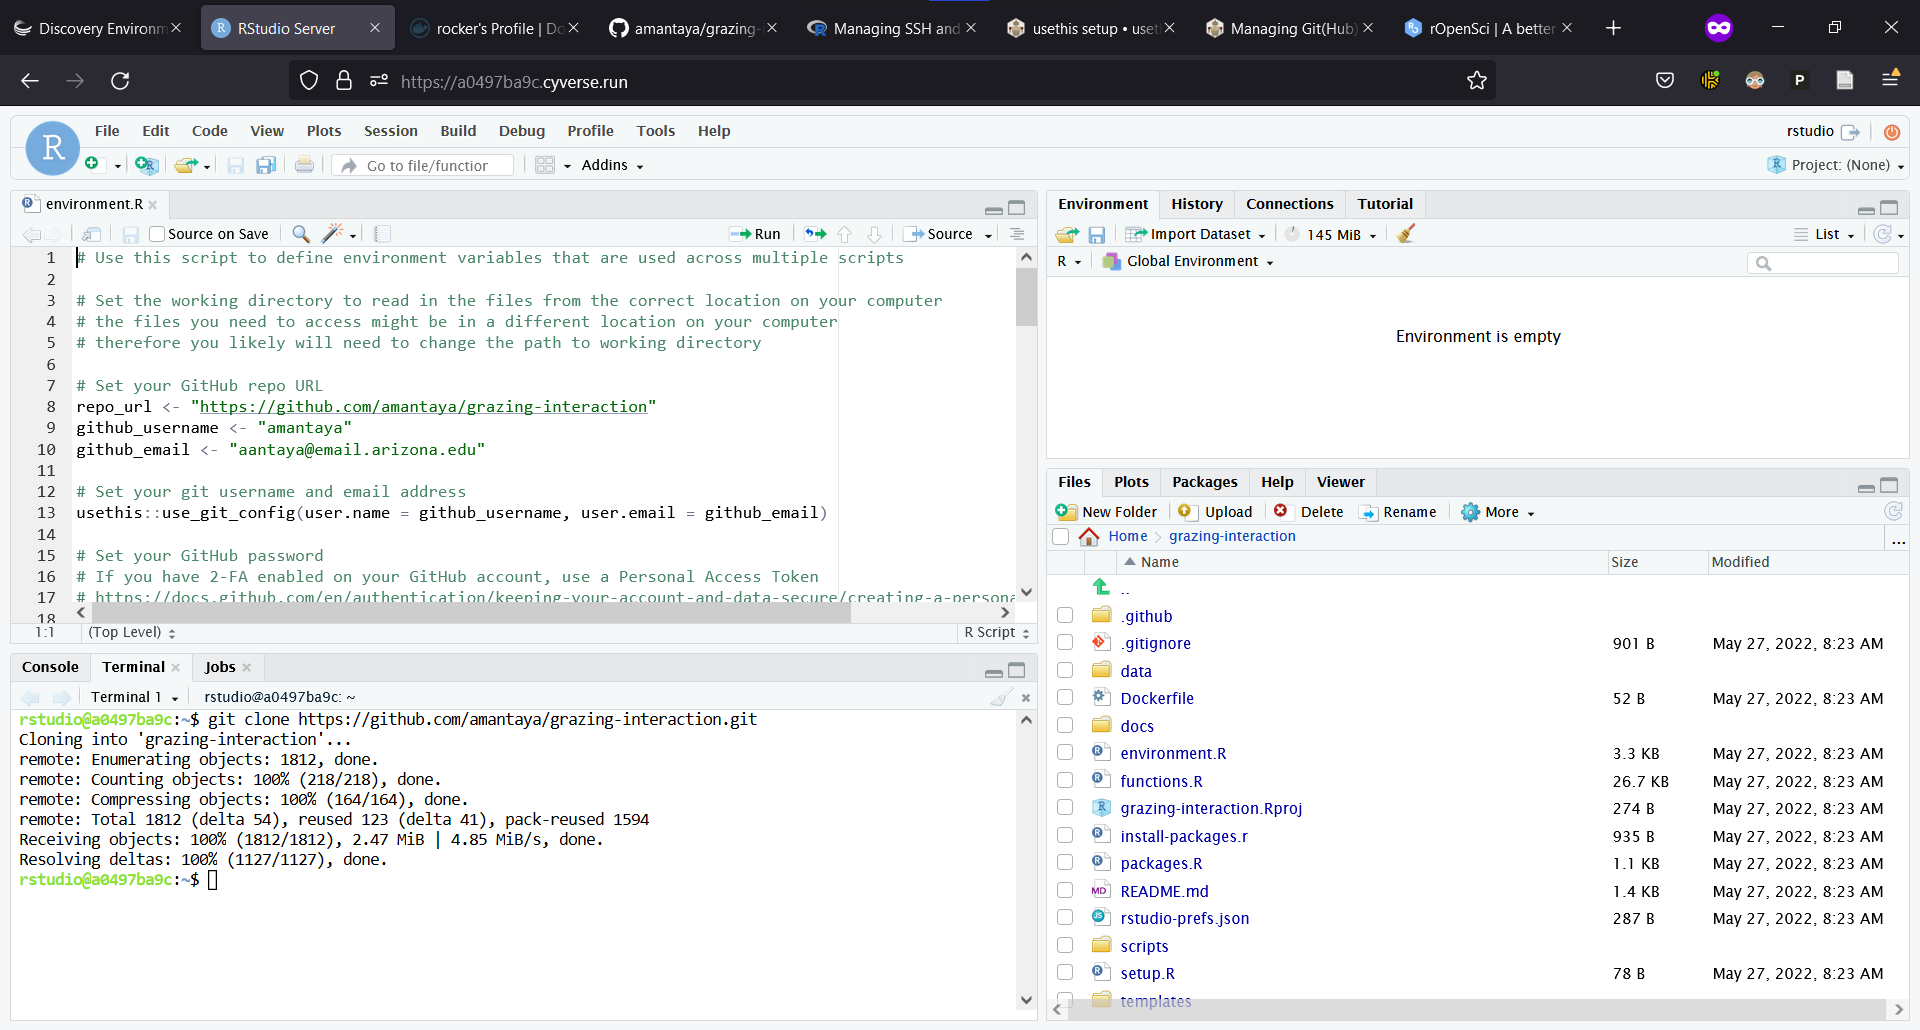 Discovery Environm
RStudio Server
rocker's Profile | Do
amantaya/grazing-
Managing SSH and
usethis setup • uset
Managing Git(Hub)
rOpenSci | A better
https://a0497ba9c.cyverse.run
File Edit Code View Plots Session Build Debug Profile Tools Help
rstudio
Go to file/function
Addins
Project: (None)
environment.R
Source on Save
Run
Source
1 # Use this script to define environment variables that are used across multiple scripts
2
3 # Set the working directory to read in the files from the correct location on your computer
4 # the files you need to access might be in a different location on your computer
5 # therefore you likely will need to change the path to working directory
6
7 # Set your GitHub repo URL
8 repo_url <- "https://github.com/amantaya/grazing-interaction"
9 github_username <- "amantaya"
10 github_email <- "aantaya@email.arizona.edu"
11
12 # Set your git username and email address
13 usethis::use_git_config(user.name = github_username, user.email = github_email)
14
15 # Set your GitHub password
16 # If you have 2-FA enabled on your GitHub account, use a Personal Access Token
17 # https://docs.github.com/en/authentication/keeping-your-account-and-data-secure/creating-a-persona
18
1:1 (Top Level) R Script
Console Terminal Jobs
Terminal 1 rstudio@a0497ba9c: ~
rstudio@a0497ba9c:~$ git clone https://github.com/amantaya/grazing-interaction.git
Cloning into 'grazing-interaction'...
remote: Enumerating objects: 1812, done.
remote: Counting objects: 100% (218/218), done.
remote: Compressing objects: 100% (164/164), done.
remote: Total 1812 (delta 54), reused 123 (delta 41), pack-reused 1594
Receiving objects: 100% (1812/1812), 2.47 MiB | 4.85 MiB/s, done.
Resolving deltas: 100% (1127/1127), done.
rstudio@a0497ba9c:~$
Environment History Connections Tutorial
Import Dataset 145 MiB List
R Global Environment
Environment is empty
Files Plots Packages Help Viewer
New Folder Upload Delete Rename More
Home grazing-interaction ...
Name Size Modified
..
.github
.gitignore 901 B May 27, 2022, 8:23 AM
data
Dockerfile 52 B May 27, 2022, 8:23 AM
docs
environment.R 3.3 KB May 27, 2022, 8:23 AM
functions.R 26.7 KB May 27, 2022, 8:23 AM
grazing-interaction.Rproj 274 B May 27, 2022, 8:23 AM
install-packages.r 935 B May 27, 2022, 8:23 AM
packages.R 1.1 KB May 27, 2022, 8:23 AM
README.md 1.4 KB May 27, 2022, 8:23 AM
rstudio-prefs.json 287 B May 27, 2022, 8:23 AM
scripts
setup.R 78 B May 27, 2022, 8:23 AM
templates